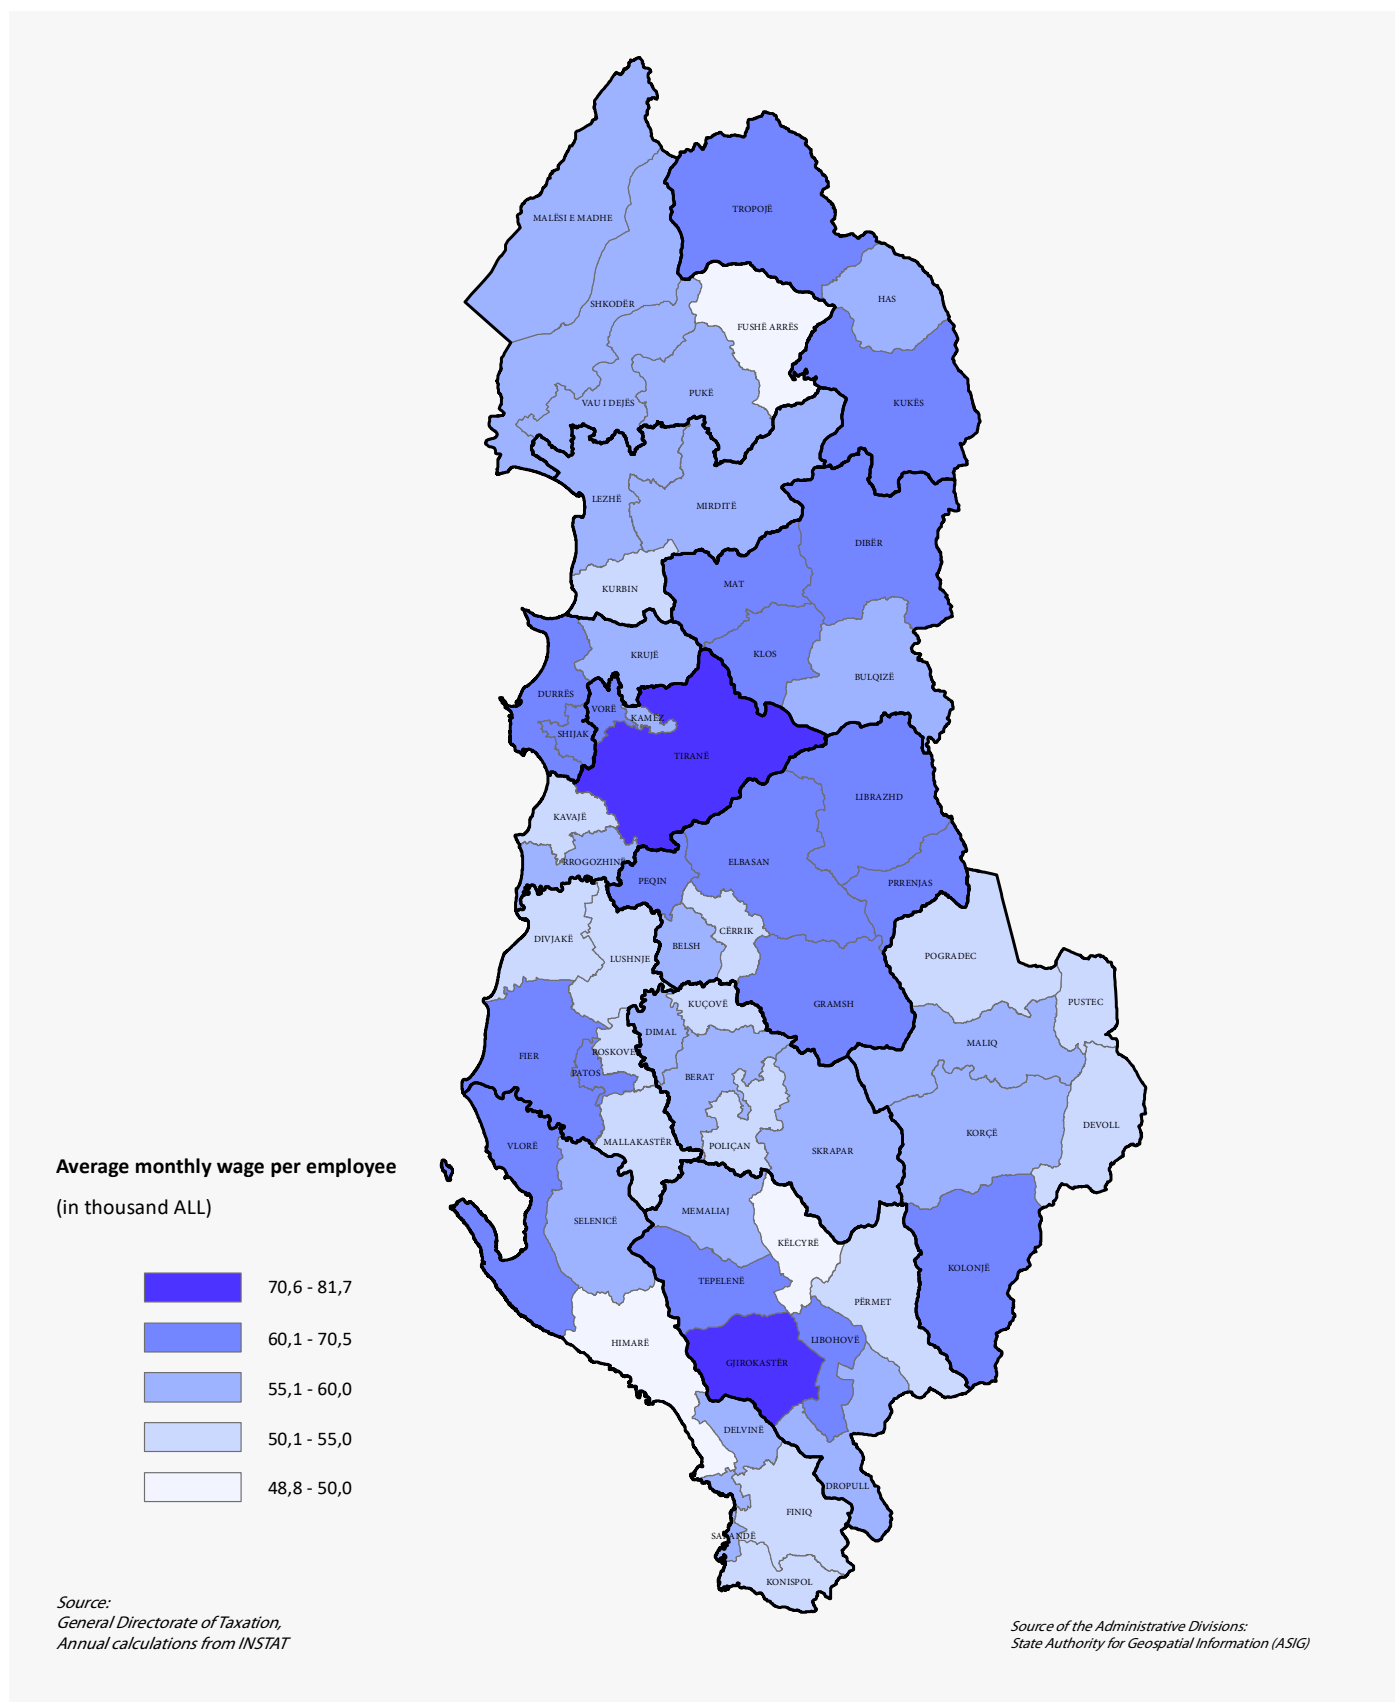 TROPOJË
MALËSI E MADHE
HAS
SHKODËR
FUSHË ARRËS
PUKË
VAU I DEJËS
KUKËS
LEZHË
MIRDITË
DIBËR
MAT
KURBIN
KRUJË
KLOS
BULQIZË
DURRËS
VORË
KAMËZ
SHIJAK
TIRANË
LIBRAZHD
KAVAJË
RROGOZHINË
ELBASAN
PEQIN
PRRENJAS
CËRRIK
DIVJAKË
BELSH
LUSHNJE
POGRADEC
PUSTEC
KUÇOVË
GRAMSH
DIMAL
MALIQ
FIER
ROSKOVEC
PATOS
BERAT
DEVOLL
KORÇË
MALLAKASTËR
VLORË
POLIÇAN
SKRAPAR
MEMALIAJ
SELENICË
KËLCYRË
KOLONJË
TEPELENË
PËRMET
LIBOHOVË
HIMARË
GJIROKASTËR
DELVINË
DROPULL
FINIQ
SARANDË
KONISPOL
Average monthly wage per employee
(in thousand ALL)
70,6 - 81,7
60,1 - 70,5
55,1 - 60,0
50,1 - 55,0
48,8 - 50,0
Source:
General Directorate of Taxation,
Annual calculations from INSTAT
Source of the Administrative Divisions:
State Authority for Geospatial Information (ASIG)